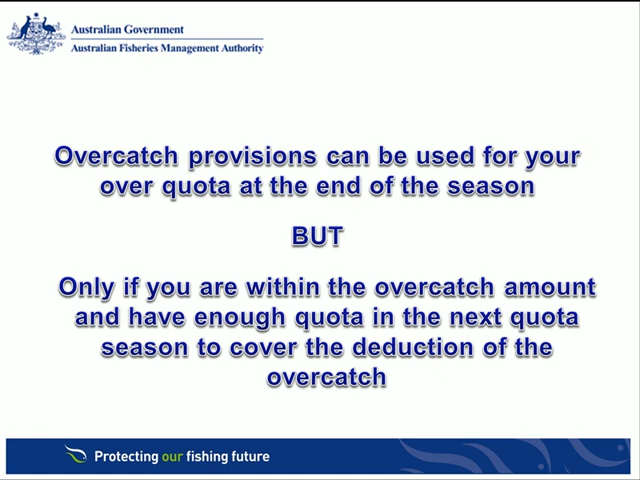 Australian Government
Australian Fisheries Management Authority
Overcatch provisions can be used for your
over quota at the end of the season
BUT
Only if you are within the overcatch amount
and have enough quota in the next quota
season to cover the deduction of the
overcatch
Protecting our fishing future